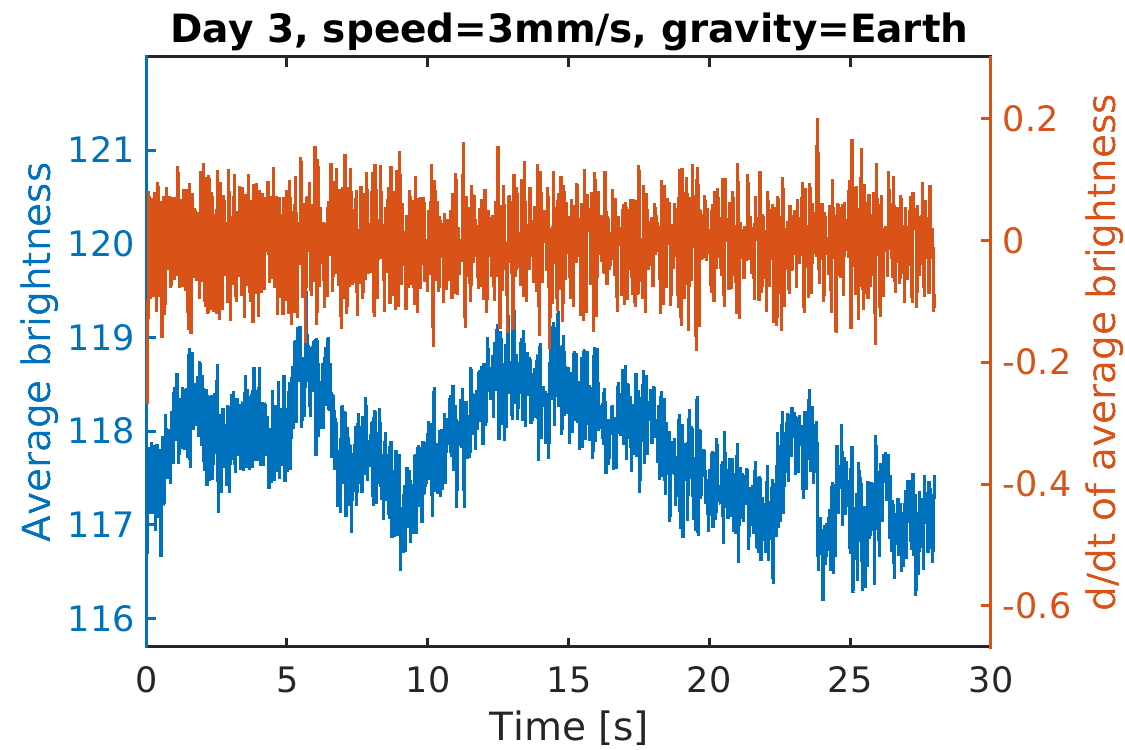 Day 3, speed=3mm/s, gravity=Earth
Average brightness
121
120
119
118
117
116
0.2
0
-0.2
-0.4
-0.6
d/dt of average brightness
0 5 10 15 20 25 30
Time [s]